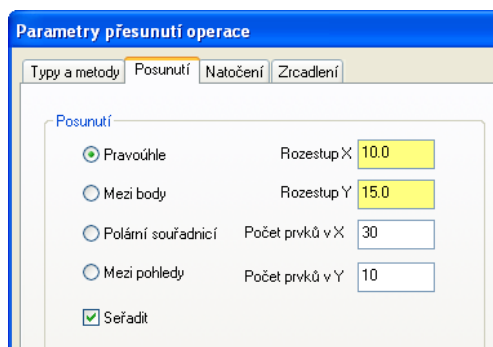 Parametry přesunutí operace
Typy a metody Posunutí Natočení Zrcadlení
Posunutí
Pravoúhle Rozestup X 10.0
Mezi body Rozestup Y 15.0
Polární souřadnicí Počet prvků v X 30
Mezi pohledy Počet prvků v Y 10
Seřadit